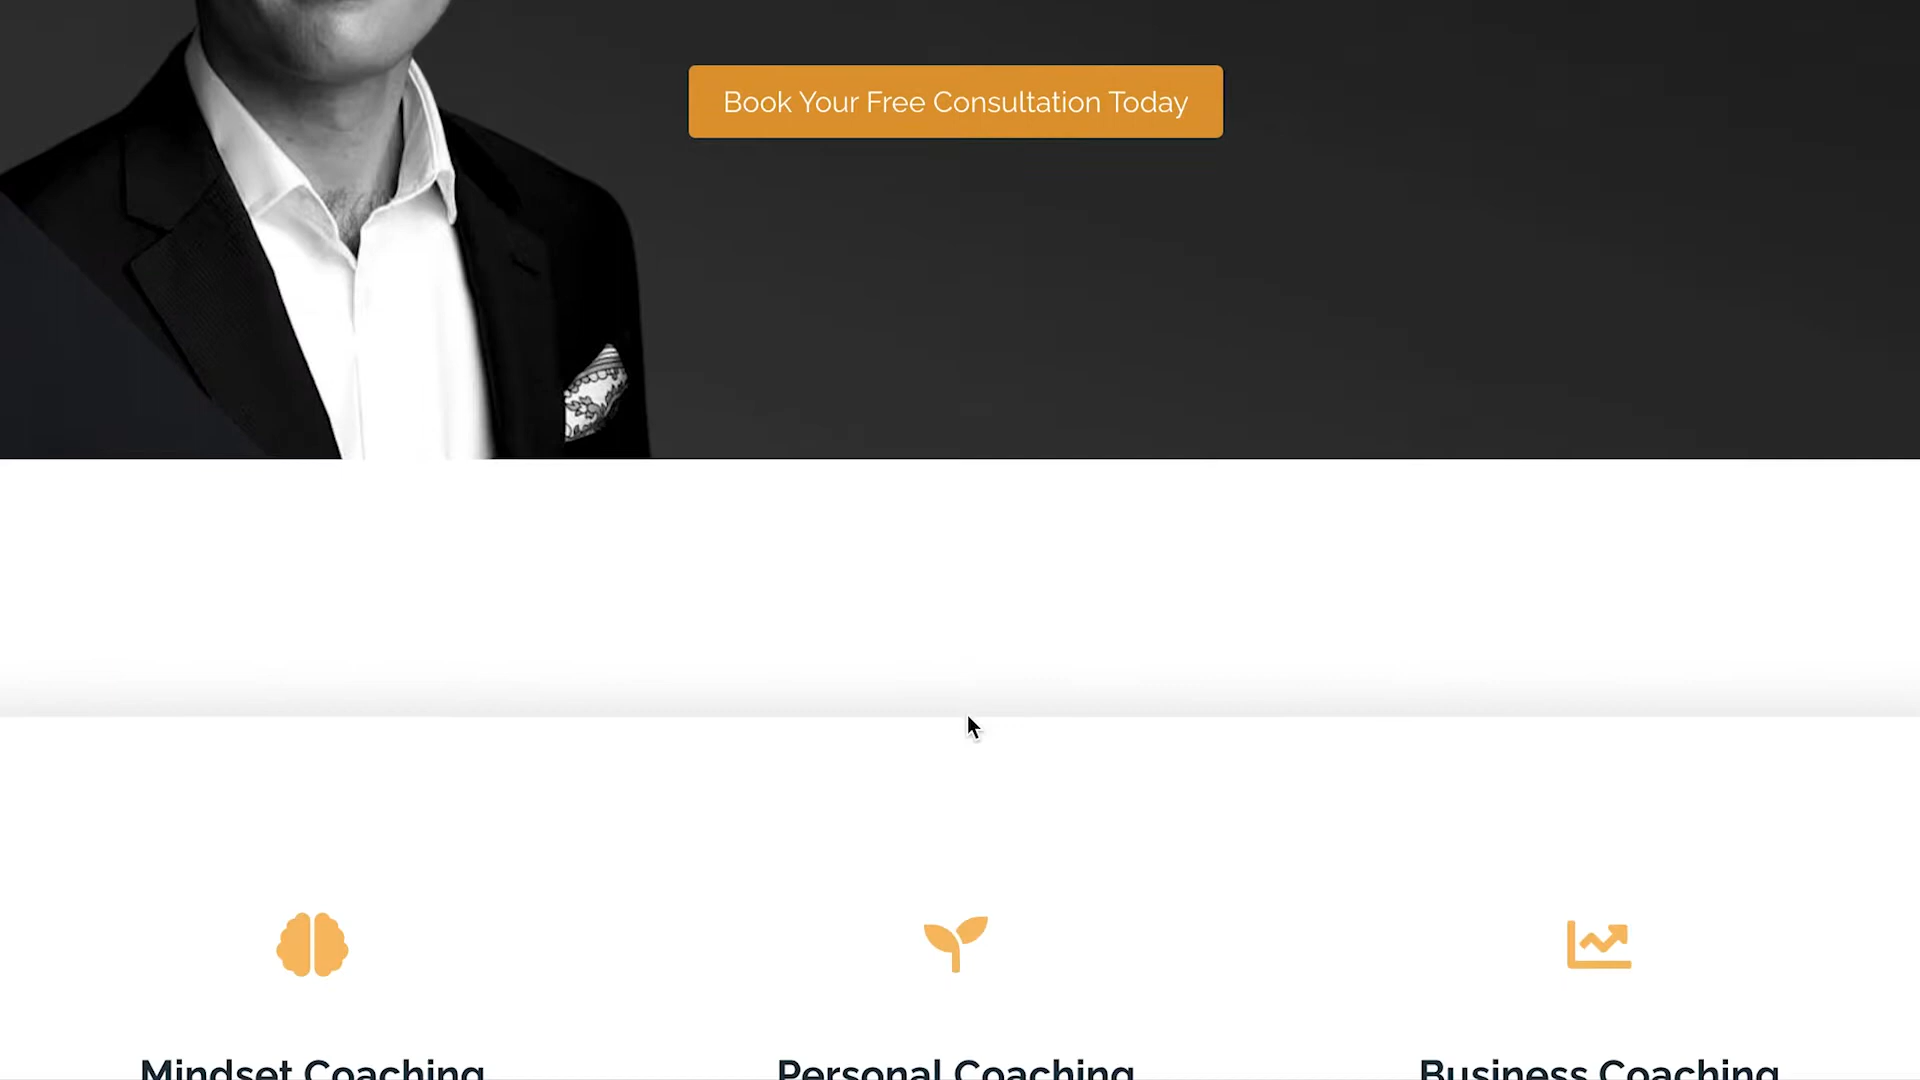 Book Your Free Consultation Today
Mindset Coaching
Personal Coaching
Business Coaching